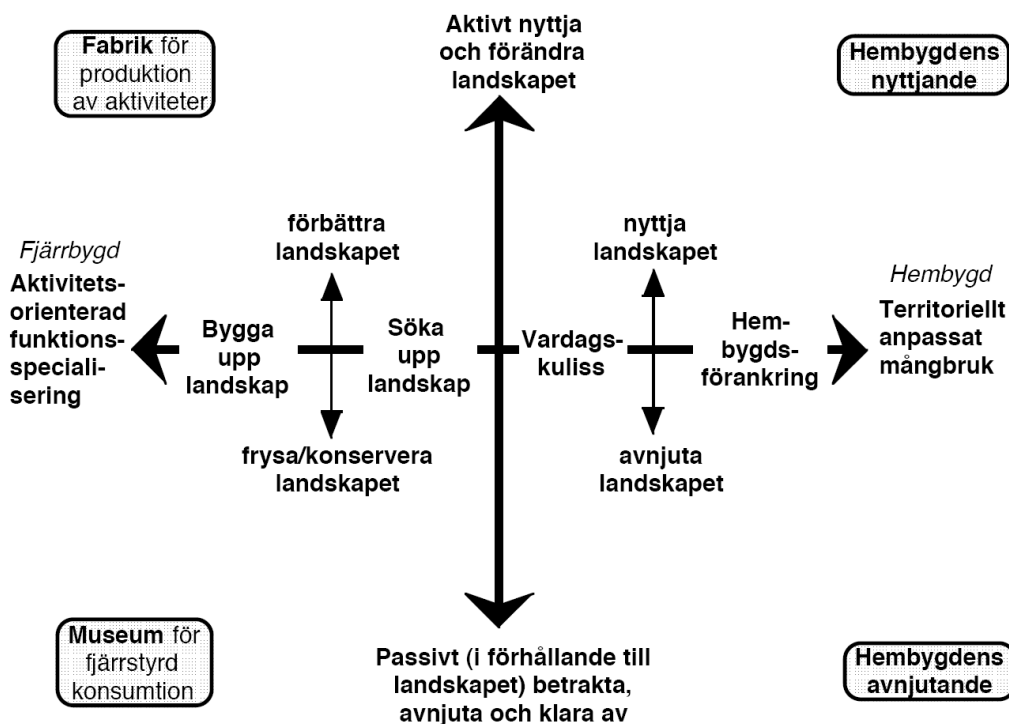 Fabrik för
produktion
av aktiviteter
Aktivt nyttja
och förändra
landskapet
Hembygdens
nyttjande
förbättra
landskapet
nyttja
landskapet
Fjärrbygd
Aktivitets-
orienterad
funktions-
speciali-
sering
Bygga
upp
landskap
Söka
upp
landskap
Vardags-
kuliss
Hem-
bygds-
förankring
Hembygd
Territoriellt
anpassat
mångbruk
frysa/konservera
landskapet
avnjuta
landskapet
Museum för
fjärrstyrd
konsumtion
Passivt (i förhållande till
landskapet) betrakta,
avnjuta och klara av
Hembygdens
avnjutande